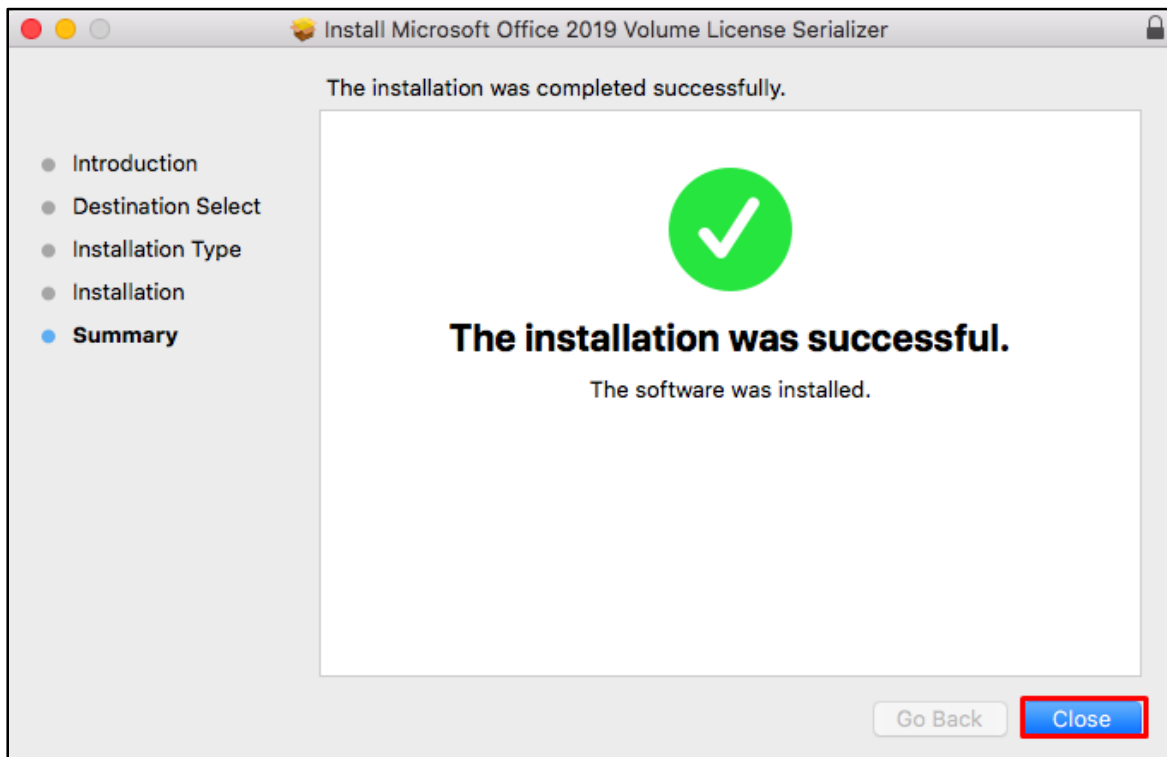 Install Microsoft Office 2019 Volume License Serializer
The installation was completed successfully.
Introduction
Destination Select
Installation Type
Installation
Summary
The installation was successful.
The software was installed.
Go Back
Close